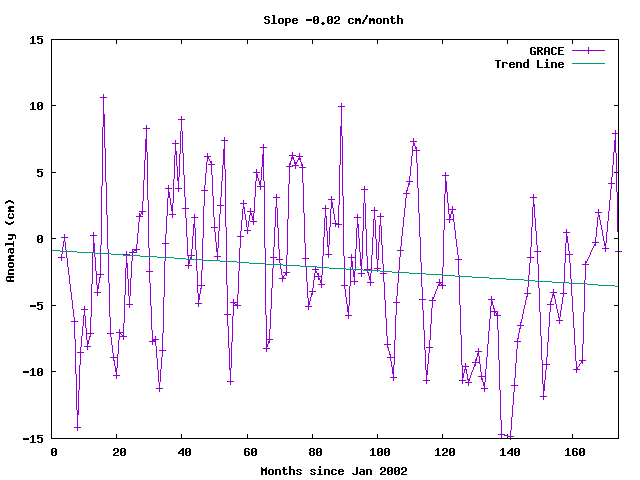 Slope -0.02 cm/month
GRACE
Trend Line
15
10
5
0
-5
-10
-15
Anomaly (cm)
0 20 40 60 80 100 120 140 160
Months since Jan 2002